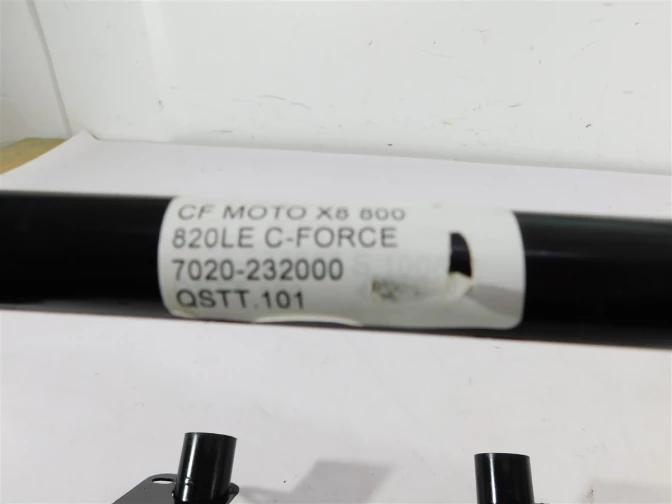 CF MOTO X8 800
820LE C-FORCE
7020-232000
QSTT.101